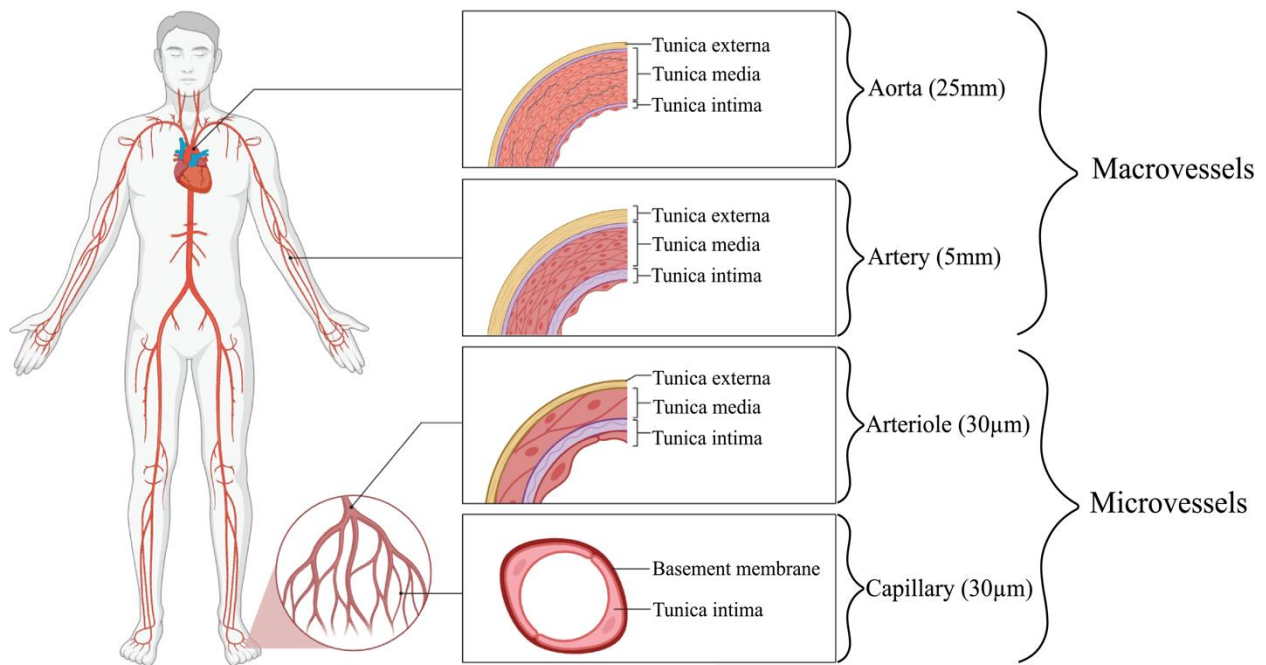 Tunica externa
Tunica media
Tunica intima
Aorta (25mm)
Tunica externa
Tunica media
Tunica intima
Artery (5mm)
Macrovessels
Tunica externa
Tunica media
Tunica intima
Arteriole (30µm)
Basement membrane
Tunica intima
Capillary (30µm)
Microvessels